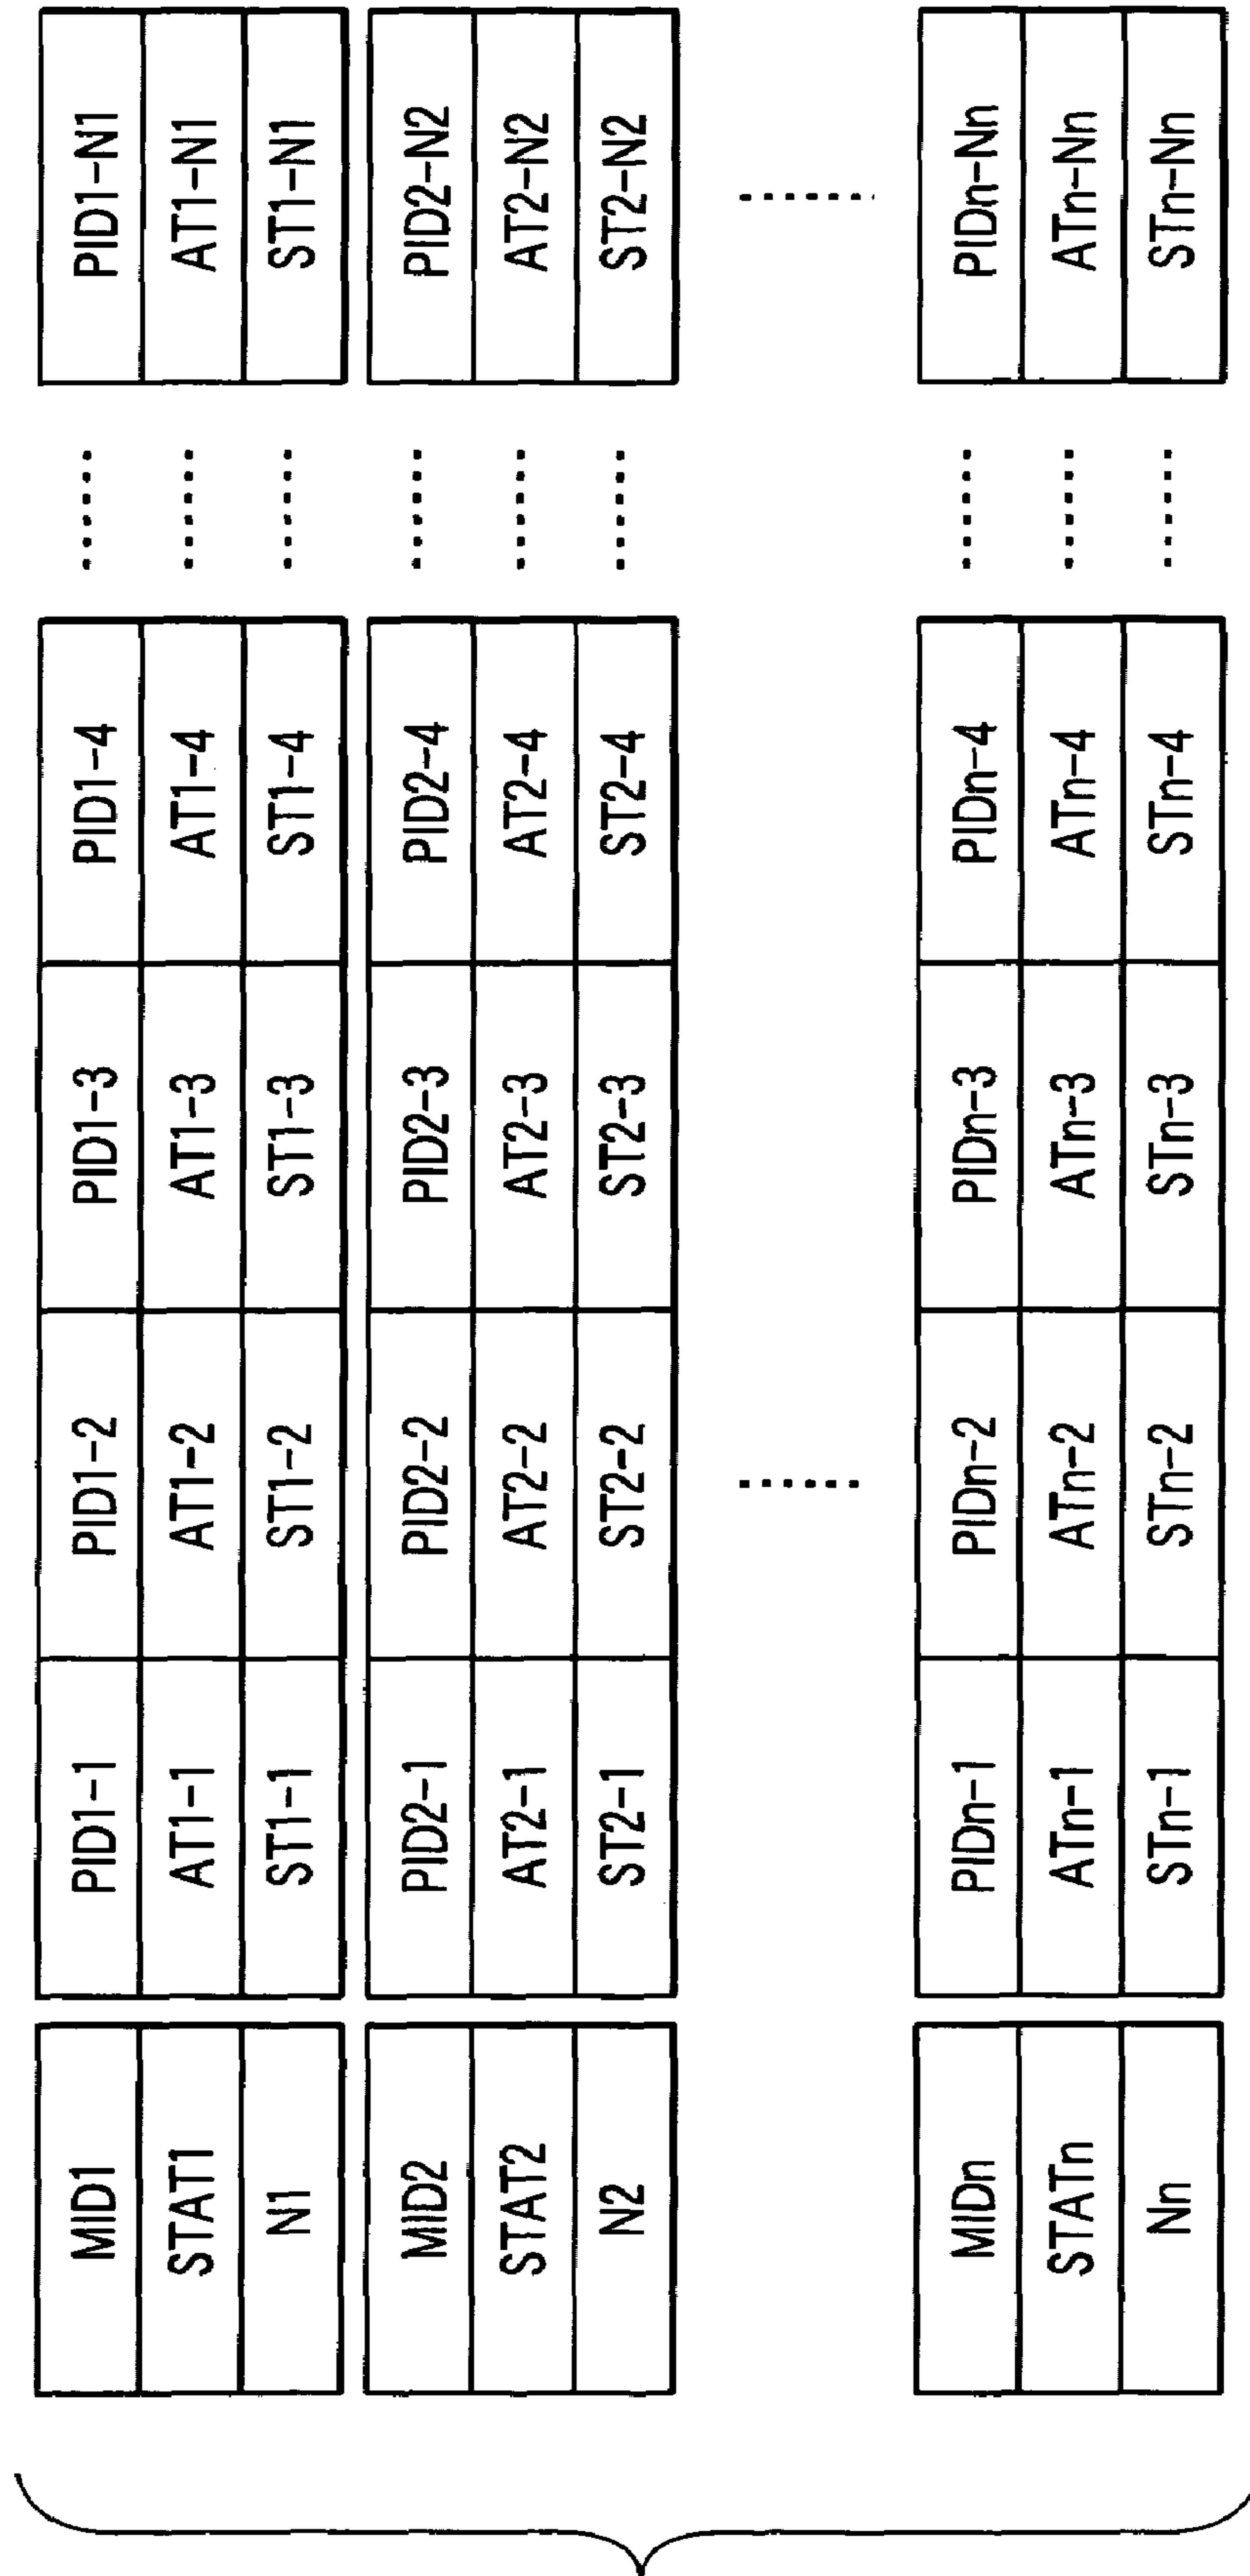 MID1 PID1-1 PID1-2 PID1-3 PID1-4 ...... PID1-N1
STAT1 AT1-1 AT1-2 AT1-3 AT1-4 ...... AT1-N1
N1 ST1-1 ST1-2 ST1-3 ST1-4 ...... ST1-N1
MID2 PID2-1 PID2-2 PID2-3 PID2-4 ...... PID2-N2
STAT2 AT2-1 AT2-2 AT2-3 AT2-4 ...... AT2-N2
N2 ST2-1 ST2-2 ST2-3 ST2-4 ...... ST2-N2
MIDn PIDn-1 PIDn-2 PIDn-3 PIDn-4 ...... PIDn-Nn
STATn ATn-1 ATn-2 ATn-3 ATn-4 ...... ATn-Nn
Nn STn-1 STn-2 STn-3 STn-4 ...... STn-Nn